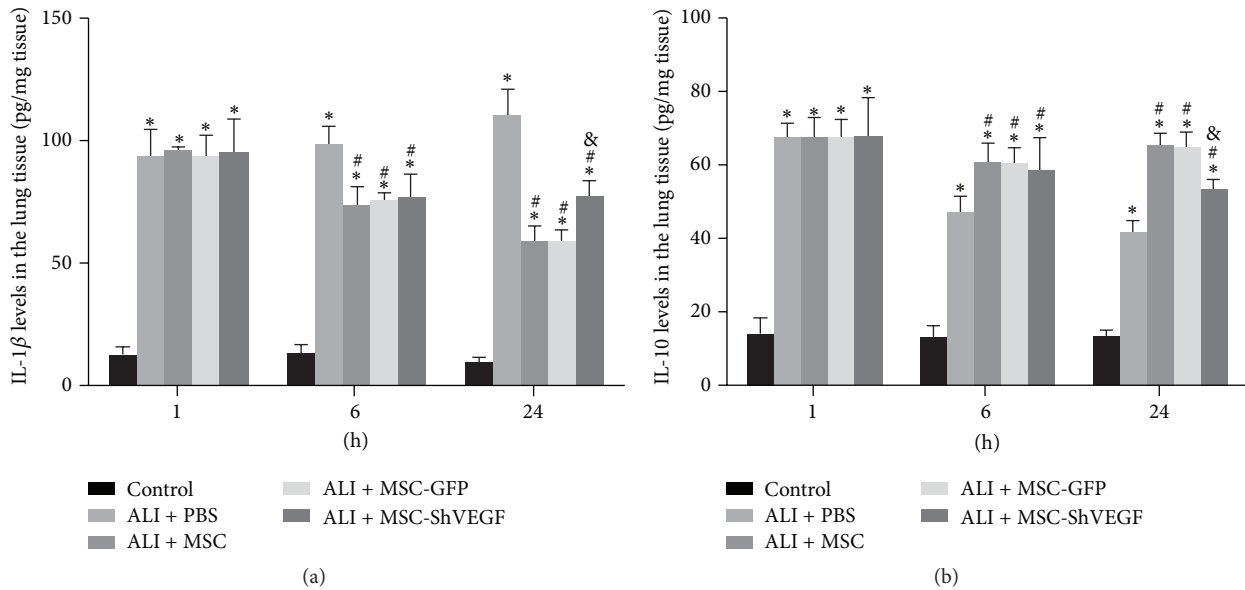 IL-1β levels in the lung tissue (pg/mg tissue)
150
100
50
0
* * * *
* #* #* #*
* #* #* &#*
1 6 24
(h)
Control
ALI + PBS
ALI + MSC
ALI + MSC-GFP
ALI + MSC-ShVEGF
(a)
IL-10 levels in the lung tissue (pg/mg tissue)
100
80
60
40
20
0
* * * *
* #* #* #*
* #* #* &#*
1 6 24
(h)
Control
ALI + PBS
ALI + MSC
ALI + MSC-GFP
ALI + MSC-ShVEGF
(b)